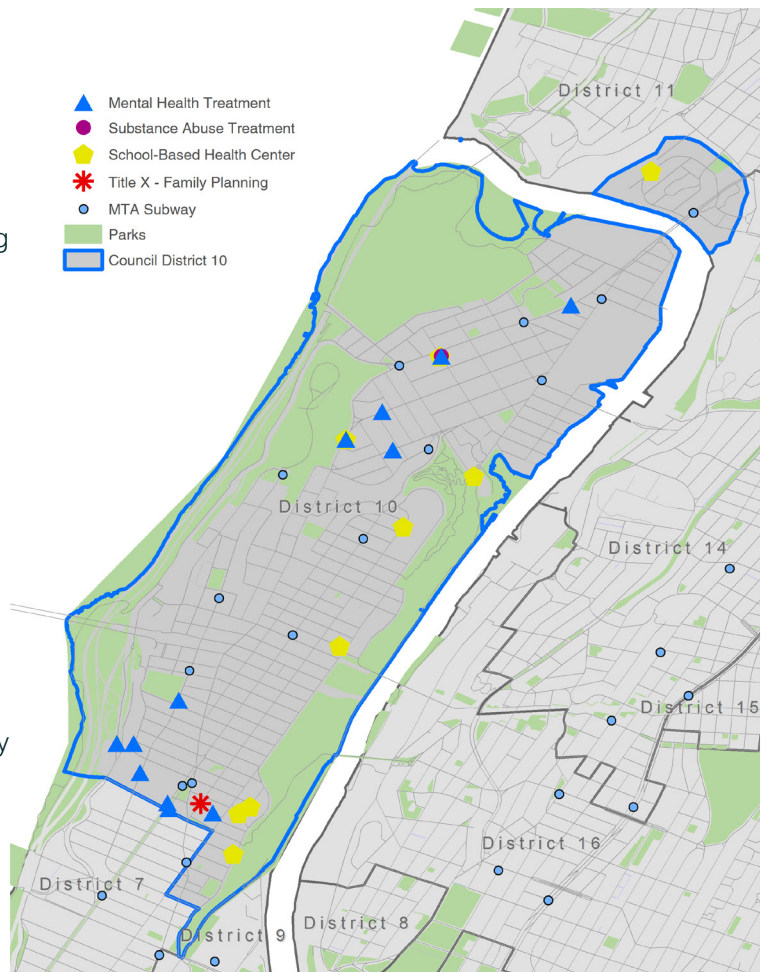 District 11
Mental Health Treatment
Substance Abuse Treatment
School-Based Health Center
Title X - Family Planning
MTA Subway
g
Parks
Council District 10
District 10
District 14
District 15
y
District 16
District 7
District 8
District 9